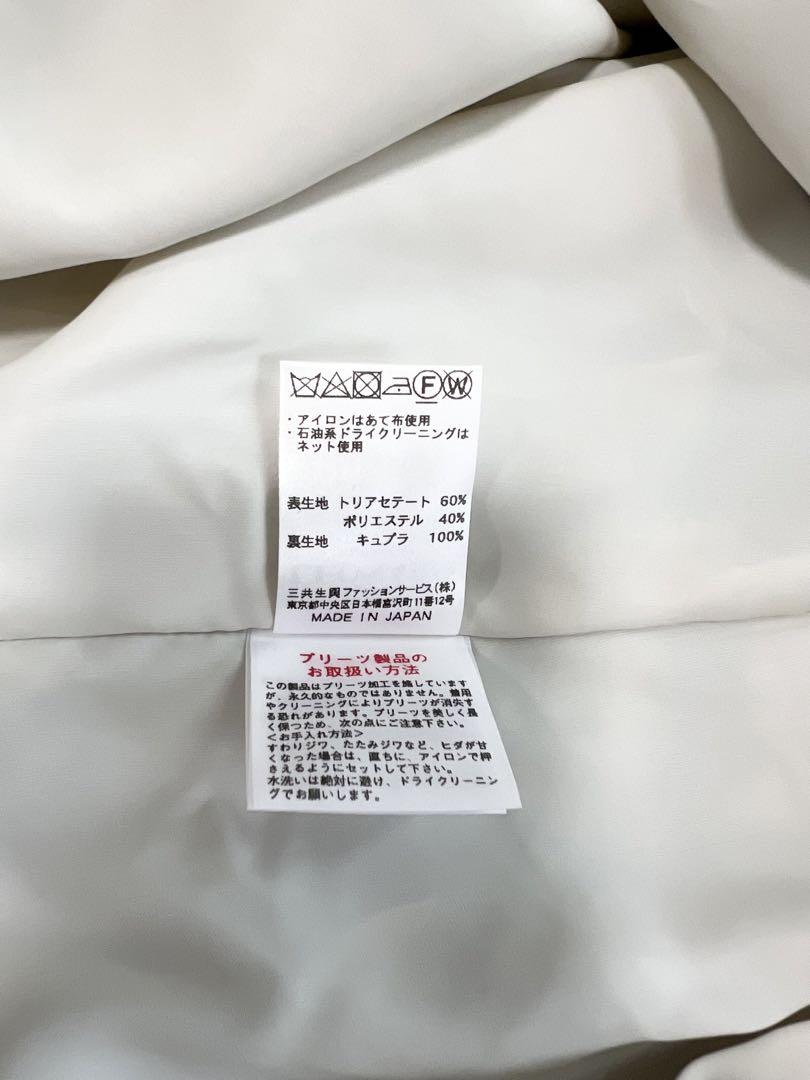 F W
・アイロンはあて布使用
・石油系ドライクリーニングは
ネット使用
表生地 トリアセテート 60%
ポリエステル 40%
裏生地 キュプラ 100%
三共生興ファッションサービス(株)
東京都中央区日本橋富沢町11番12号
MADE IN JAPAN
プリーツ製品の
お取扱い方法
この製品はプリーツ加工を施しています
が、永久的なものではありません。着用
やクリーニングによりプリーツが消失す
る恐れがあります。プリーツを美しく長
く保つため、次の点にご注意下さい。
<お手入れ方法>
すわりジワ、たたみジワなど、ヒダが甘
くなった場合は、直ちに、アイロンで押
さえるようにセットして下さい。
水洗いは絶対に避け、ドライクリーニン
グでお願いします。